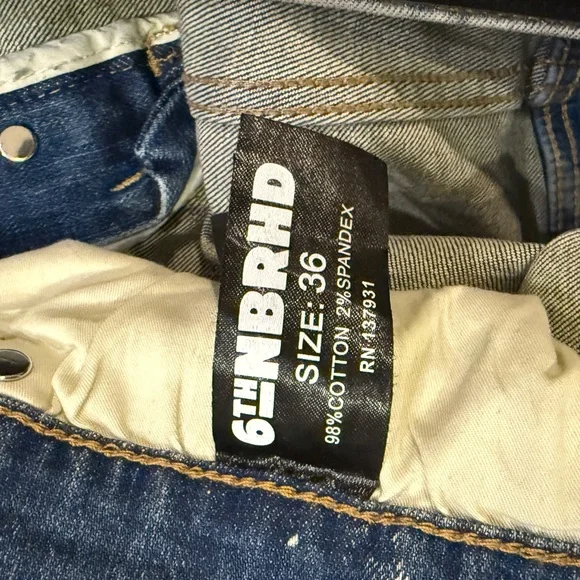 6TH NBRHD
SIZE: 36
98%COTTON 2%SPANDEX
RN 137931